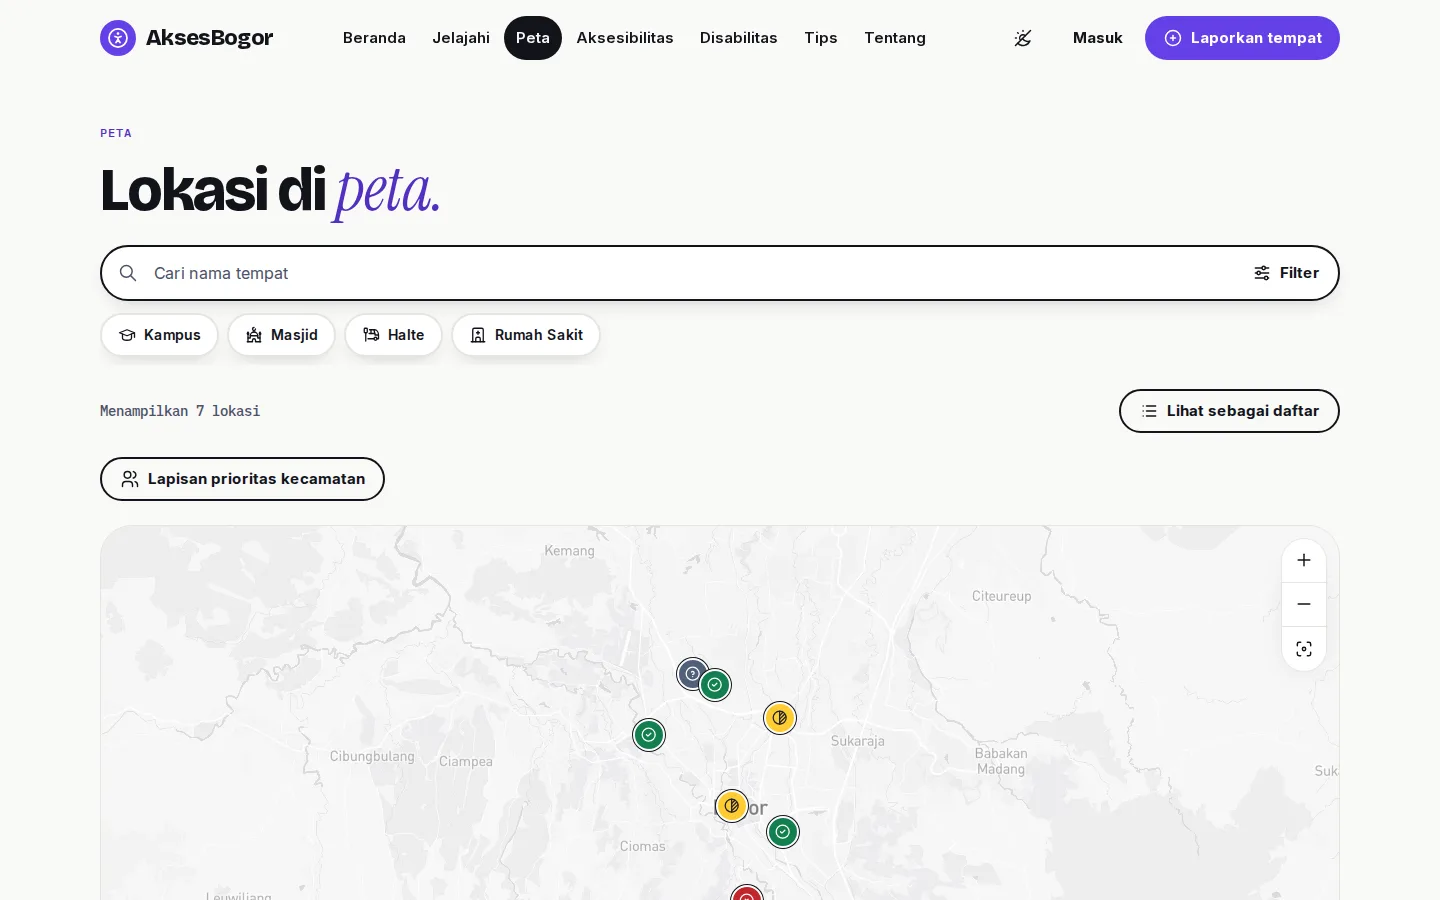 AksesBogor
Beranda Jelajahi Peta Aksesibilitas Disabilitas Tips Tentang
Masuk Laporkan tempat
PETA
Lokasi di peta.
Cari nama tempat
Filter
Kampus Masjid Halte Rumah Sakit
Menampilkan 7 lokasi
Lihat sebagai daftar
Lapisan prioritas kecamatan
Kemang
Citeureup
Sukaraja
Cibungbulang
Ciampea
Babakan
Madang
Ciomas
Leuwiliang